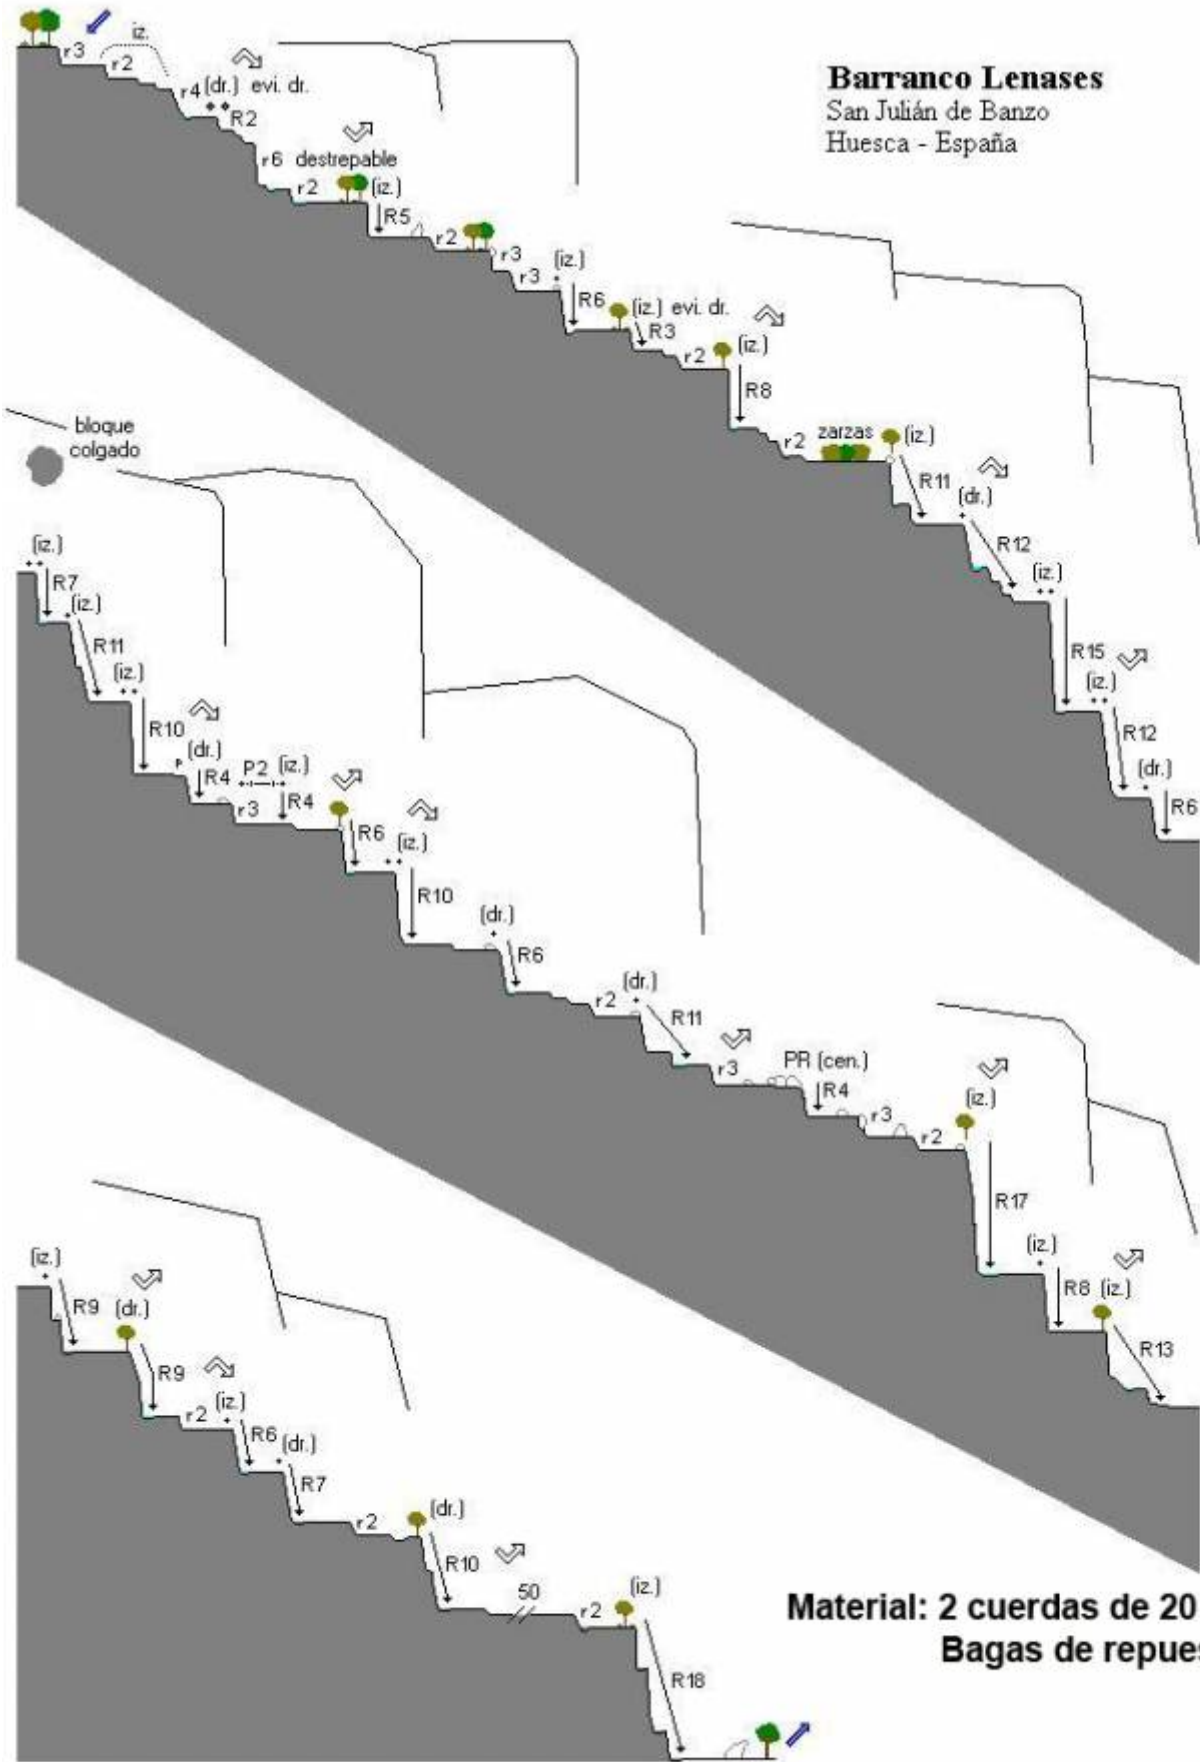 Barranco Lenases
San Julián de Banzo
Huesca - España
r3
iz.
r2
r4 (dr.) evi. dr.
R2
r6 destrepable
r2
(iz.)
R5
r2
r3
r3
(iz.)
R6
(iz.) evi. dr.
R3
r2
(iz.)
R8
r2
zarzas
(iz.)
R11
(dr.)
R12
(iz.)
R15
(iz.)
R12
(dr.)
R6
bloque
colgado
(iz.)
R7
(iz.)
R11
(iz.)
R10
P
(dr.)
R4
r3
P2
(iz.)
R4
R6
(iz.)
R10
(dr.)
R6
r2
(dr.)
R11
r3
PR (cen.)
R4
r3
r2
(iz.)
R17
(iz.)
R8
(iz.)
R13
(iz.)
R9
(dr.)
R9
r2
(iz.)
R6
(dr.)
R7
r2
(dr.)
R10
50
r2
(iz.)
R18
Material: 2 cuerdas de 20
Bagas de repues